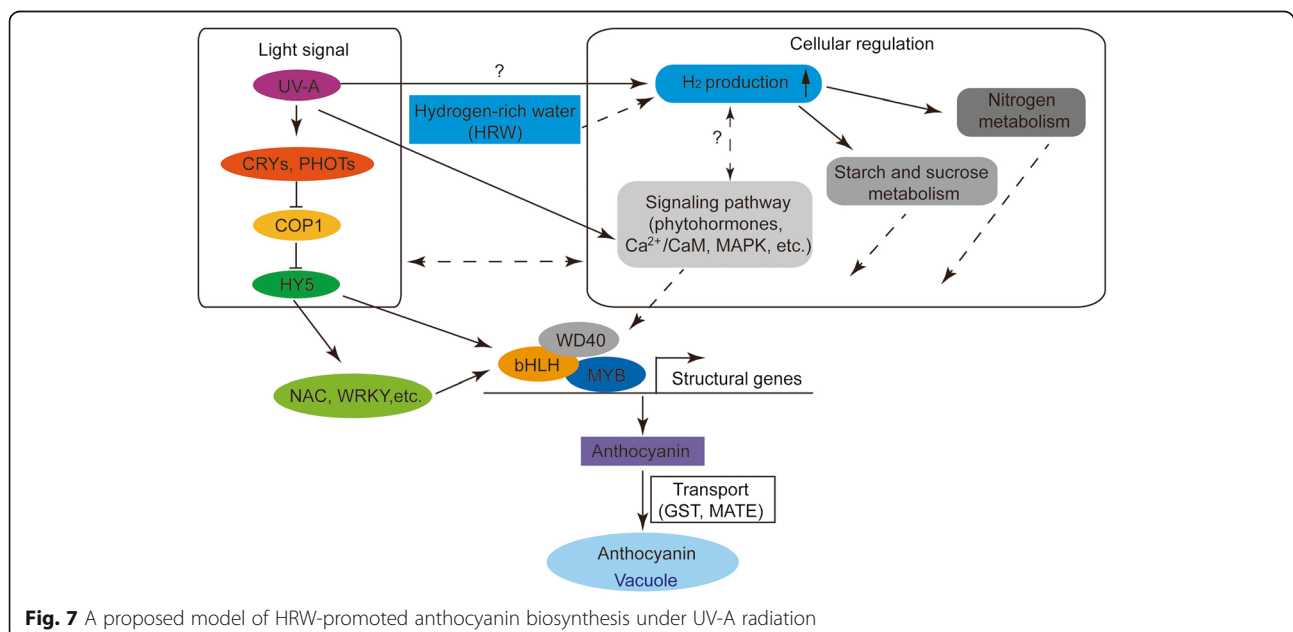 Light signal
Cellular regulation
UV-A
?
H₂ production
Hydrogen-rich water
(HRW)
Nitrogen
metabolism
?
CRYs, PHOTs
Starch and sucrose
metabolism
Signaling pathway
(phytohormones,
Ca²⁺/CaM, MAPK, etc.)
COP1
HY5
WD40
bHLH
MYB
Structural genes
NAC, WRKY,etc.
Anthocyanin
Transport
(GST, MATE)
Anthocyanin
Vacuole
Fig. 7 A proposed model of HRW-promoted anthocyanin biosynthesis under UV-A radiation